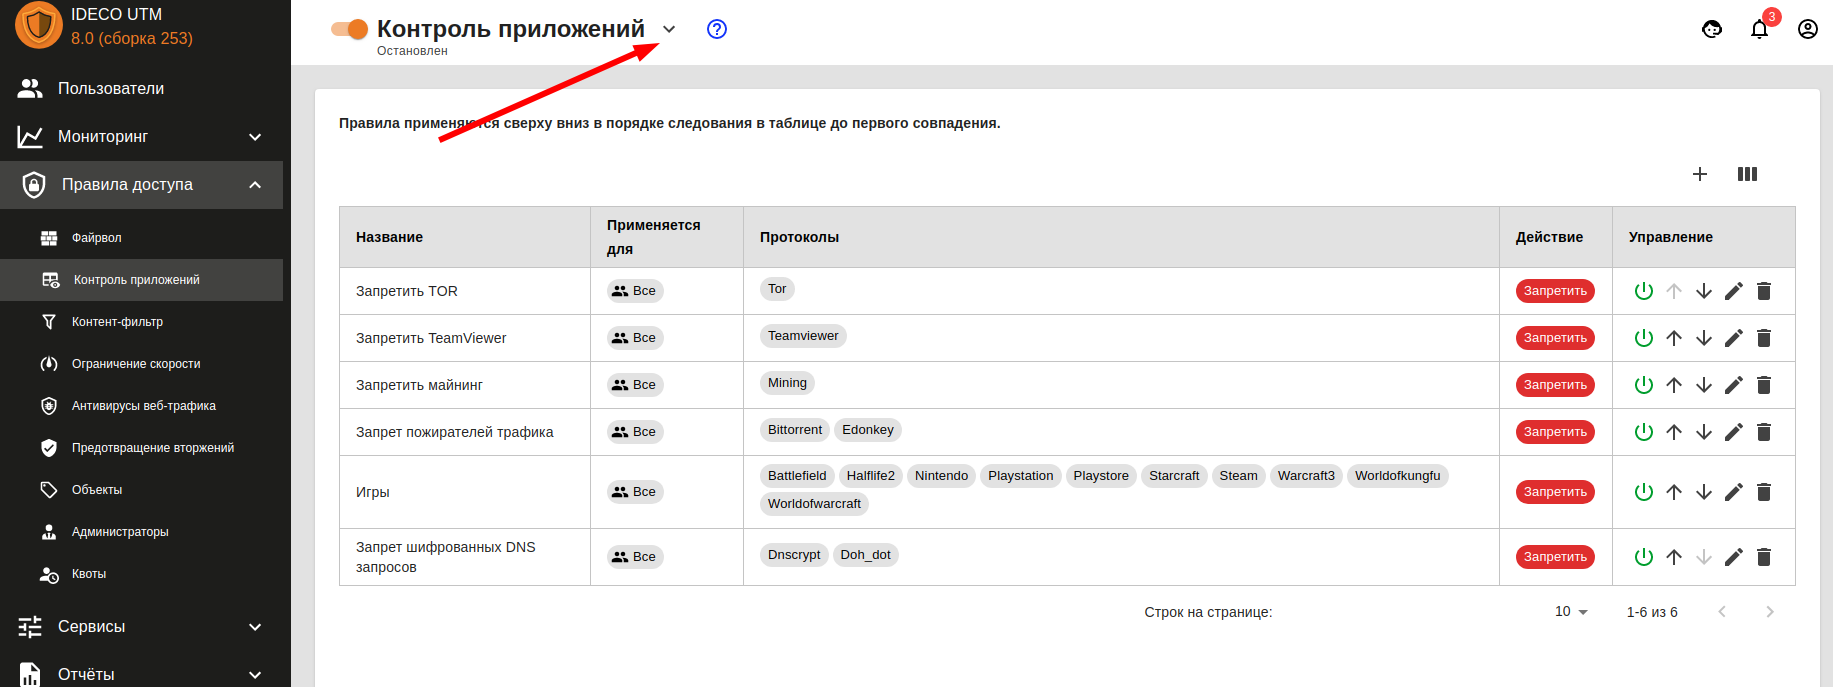 IDECO UTM
8.0 (сборка 253)
Пользователи
Мониторинг
Правила доступа
Файрвол
Контроль приложений
Контент-фильтр
Ограничение скорости
Антивирусы веб-трафика
Предотвращение вторжений
Объекты
Администраторы
Квоты
Сервисы
Отчёты
Контроль приложений
Остановлен
3
Правила применяются сверху вниз в порядке следования в таблице до первого совпадения.
Название Применяется для Протоколы Действие Управление
Запретить TOR Все Tor Запретить
Запретить TeamViewer Все Teamviewer Запретить
Запретить майнинг Все Mining Запретить
Запрет пожирателей трафика Все Bittorrent Edonkey Запретить
Игры Все Battlefield Halflife2 Nintendo Playstation Playstore Starcraft Steam Warcraft3 Worldofkungfu Запретить
Worldofwarcraft
Запрет шифрованных DNS
запросов Все Dnscrypt Doh_dot Запретить
Строк на странице: 10 1-6 из 6